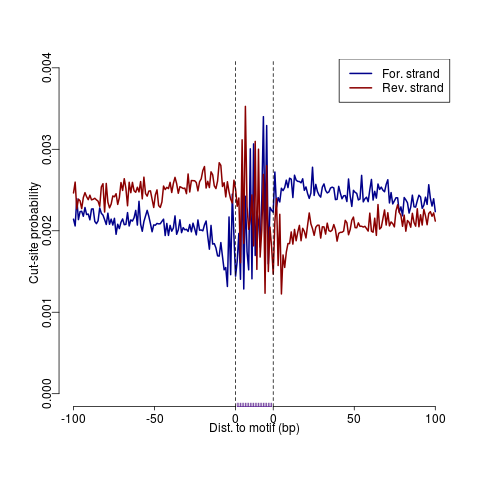 For. strand
Rev. strand
Cut-site probability
0.004
0.003
0.002
0.001
0.000
-100 -50 0 0 50 100
Dist. to motif (bp)